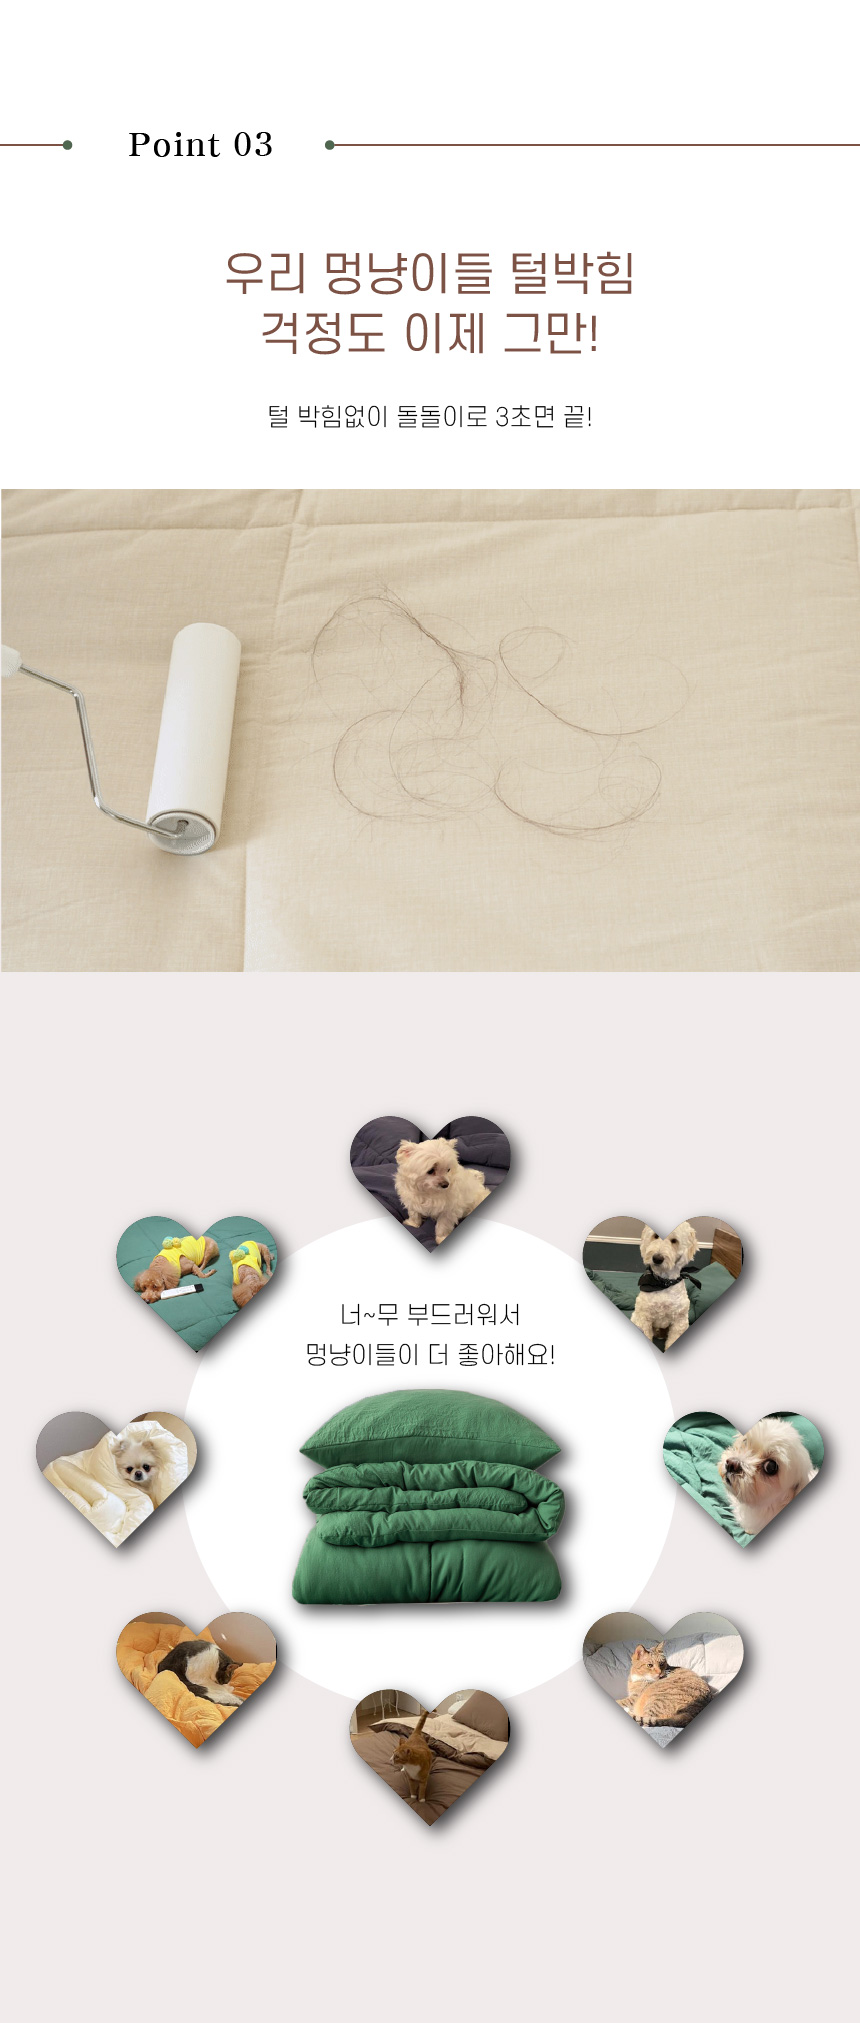 Point 03
우리 멍냥이들 털박힘
걱정도 이제 그만!
털 박힘없이 돌돌이로 3초면 끝!
너~무 부드러워서
멍냥이들이 더 좋아해요!